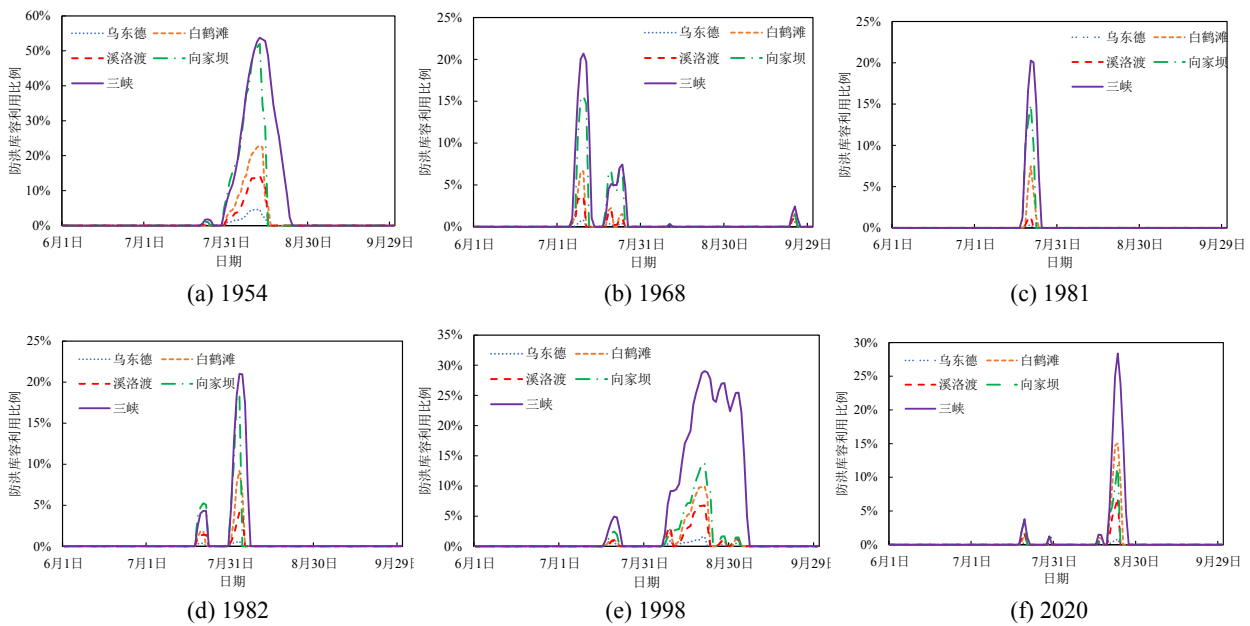 防洪库容利用比例
60%
50%
40%
30%
20%
10%
0%
乌东德 白鹤滩
溪洛渡 向家坝
三峡
6月1日 7月1日 7月31日 8月30日 9月29日
日期
(a) 1954
防洪库容利用比例
25%
20%
15%
10%
5%
0%
乌东德 白鹤滩
溪洛渡 向家坝
三峡
6月1日 7月1日 7月31日 8月30日 9月29日
日期
(b) 1968
防洪库容利用比例
25%
20%
15%
10%
5%
0%
乌东德 白鹤滩
溪洛渡 向家坝
三峡
6月1日 7月1日 7月31日 8月30日 9月29日
日期
(c) 1981
防洪库容利用比例
25%
20%
15%
10%
5%
0%
乌东德 白鹤滩
溪洛渡 向家坝
三峡
6月1日 7月1日 7月31日 8月30日 9月29日
日期
(d) 1982
防洪库容利用比例
35%
30%
25%
20%
15%
10%
5%
0%
乌东德 白鹤滩
溪洛渡 向家坝
三峡
6月1日 7月1日 7月31日 8月30日 9月29日
日期
(e) 1998
防洪库容利用比例
30%
25%
20%
15%
10%
5%
0%
乌东德 白鹤滩
溪洛渡 向家坝
三峡
6月1日 7月1日 7月31日 8月30日 9月29日
日期
(f) 2020